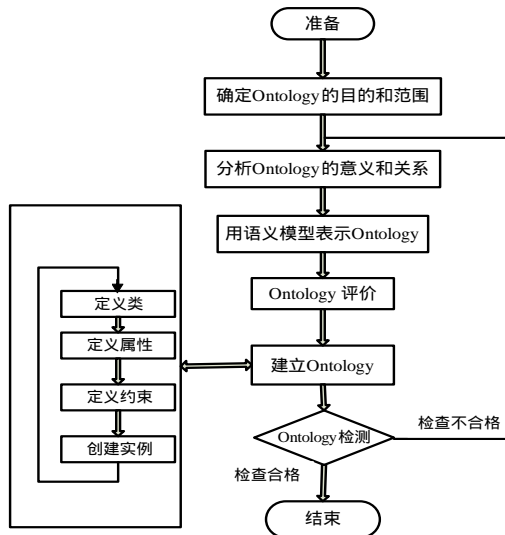 准备
确定Ontology的目的和范围
分析Ontology的意义和关系
用语义模型表示Ontology
Ontology 评价
建立Ontology
定义类
定义属性
定义约束
创建实例
Ontology检测
检查不合格
检查合格
结束